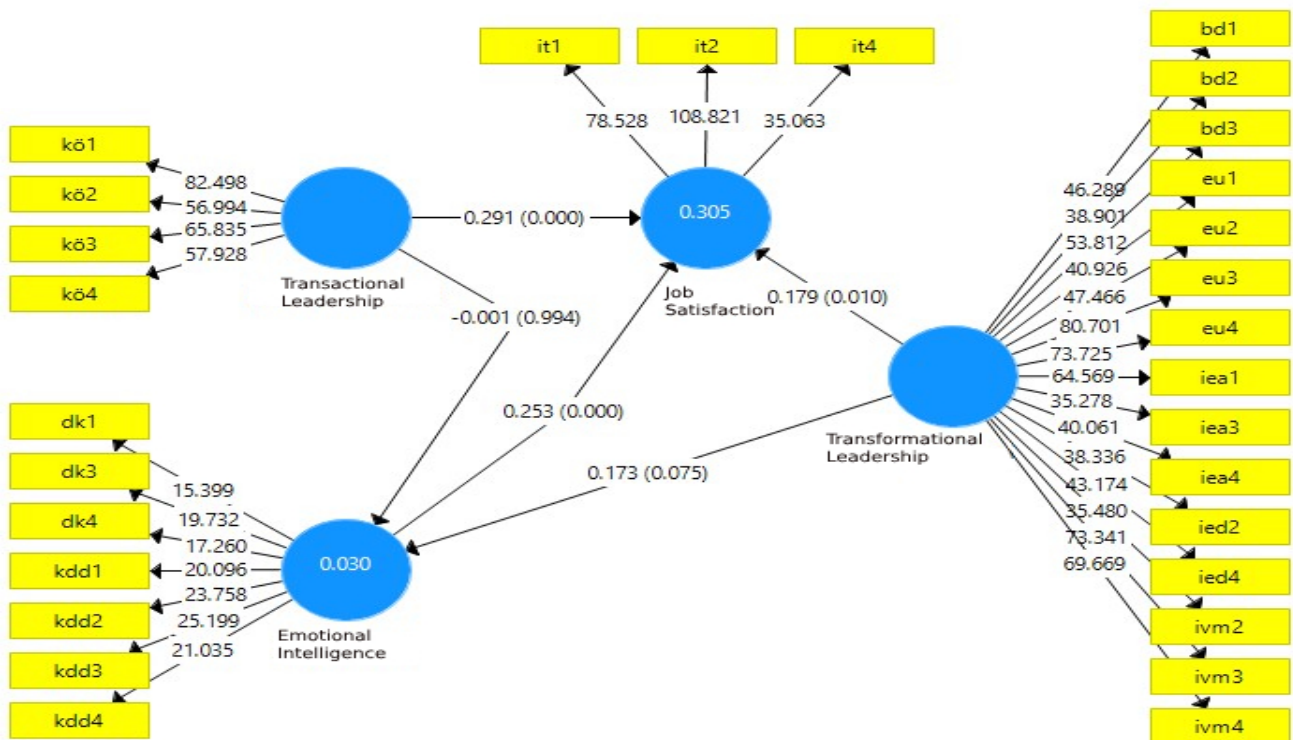 it1
it2
it4
78.528
108.821
35.063
kö1
kö2
kö3
kö4
82.498
56.994
65.835
57.928
Transactional
Leadership
0.291 (0.000)
0.305
Job
Satisfaction
-0.001 (0.994)
0.179 (0.010)
0.253 (0.000)
0.173 (0.075)
Transformational
Leadership
dk1
dk3
dk4
kdd1
kdd2
kdd3
kdd4
15.399
19.732
17.260
20.096
23.758
25.199
21.035
0.030
Emotional
Intelligence
46.289
38.901
53.812
40.926
47.466
80.701
73.725
64.569
35.278
40.061
38.336
43.174
35.480
73.341
69.669
bd1
bd2
bd3
eu1
eu2
eu3
eu4
iea1
iea3
iea4
ied2
ied4
ivm2
ivm3
ivm4